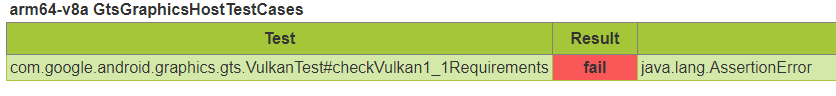 arm64-v8a GtsGraphicsHostTestCases
Test Result
com.google.android.graphics.gts.VulkanTest#checkVulkan1_1Requirements fail java.lang.AssertionError